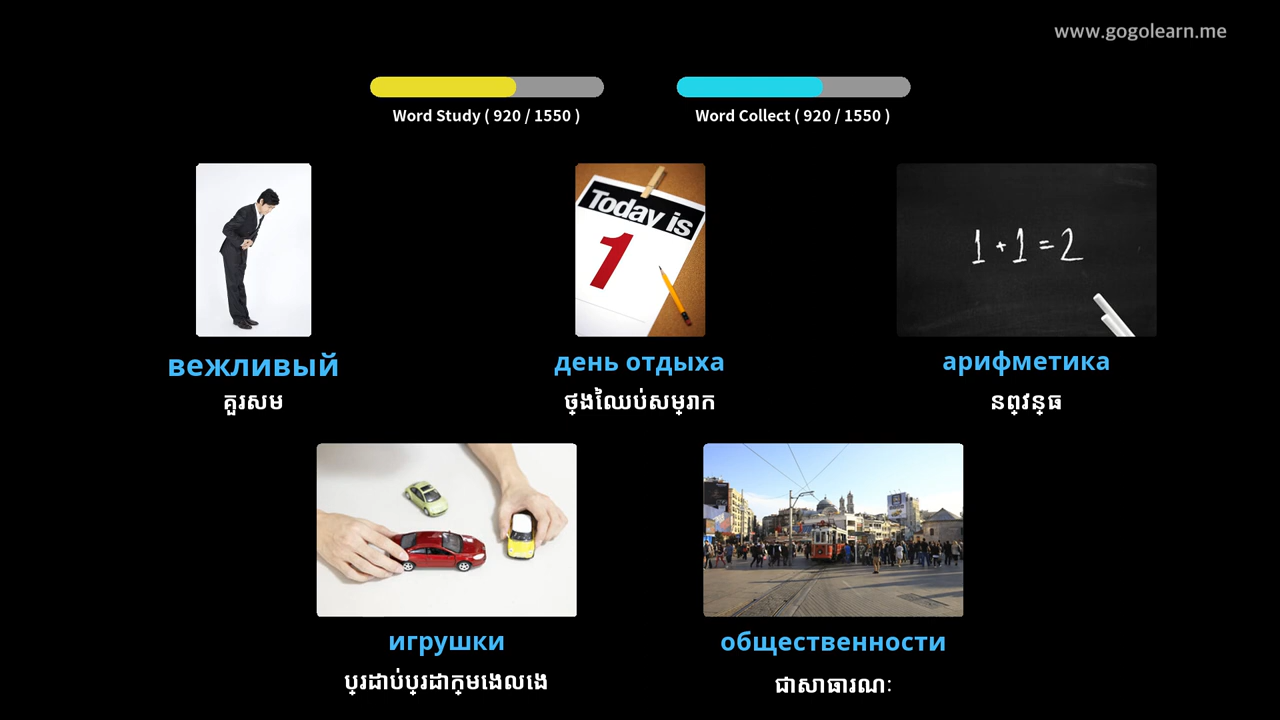 www.gogolearn.me
Word Study ( 920 / 1550 )
Word Collect ( 920 / 1550 )
Today is
1
1 + 1 = 2
вежливый
день отдыха
арифметика
គួរសម
ថ្ងៃឈប់សម្រាក
នព្វន្ធ
игрушки
общественности
ប្រដាប់ប្រដាក្មេងលេង
ជាសាធារណៈ